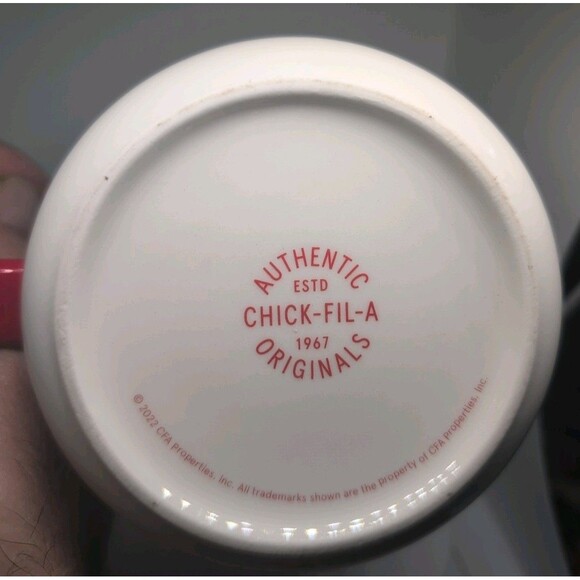 AUTHENTIC
ESTD
CHICK-FIL-A
1967
ORIGINALS
© 2022 CFA Properties, Inc. All trademarks shown are the Property of CFA Properties, Inc.